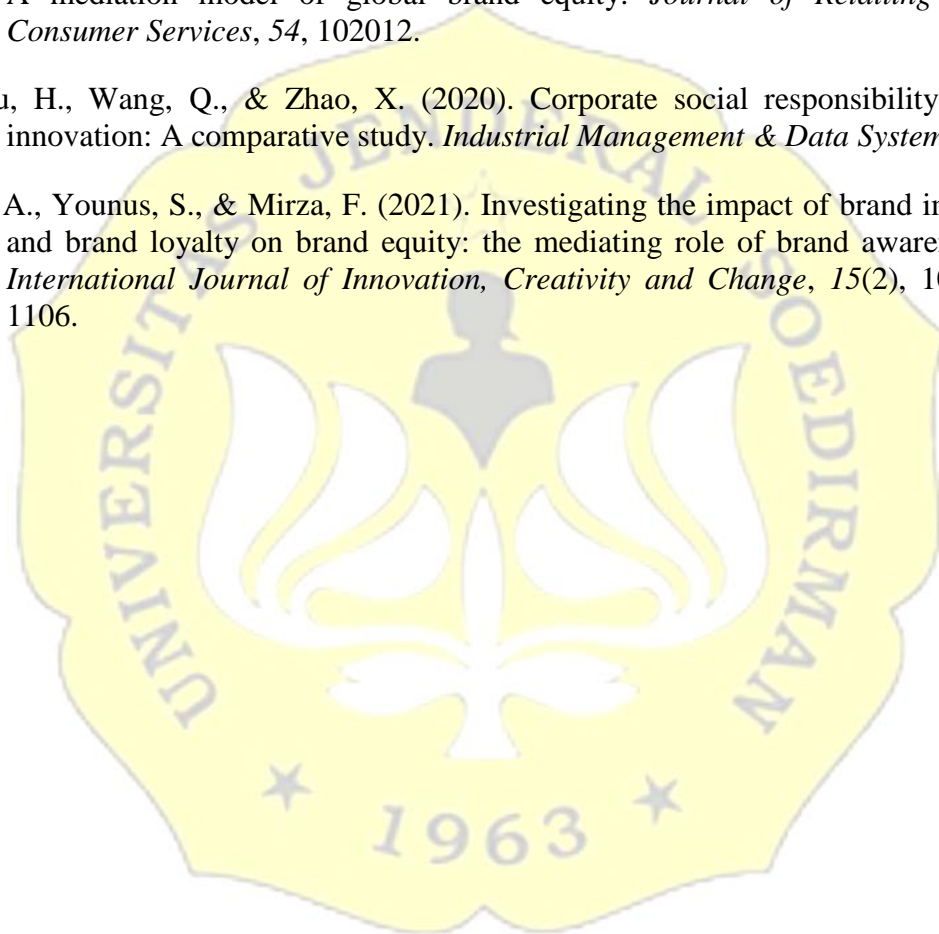 A mediation model of global brand equity. Journal of Retailing
Consumer Services, 54, 102012.
u, H., Wang, Q., & Zhao, X. (2020). Corporate social responsibility
innovation: A comparative study. Industrial Management & Data System
A., Younus, S., & Mirza, F. (2021). Investigating the impact of brand in
and brand loyalty on brand equity: the mediating role of brand awaren
International Journal of Innovation, Creativity and Change, 15(2), 10
1106.
UNIVERSITAS JENDERAL SOEDIRMAN
1963